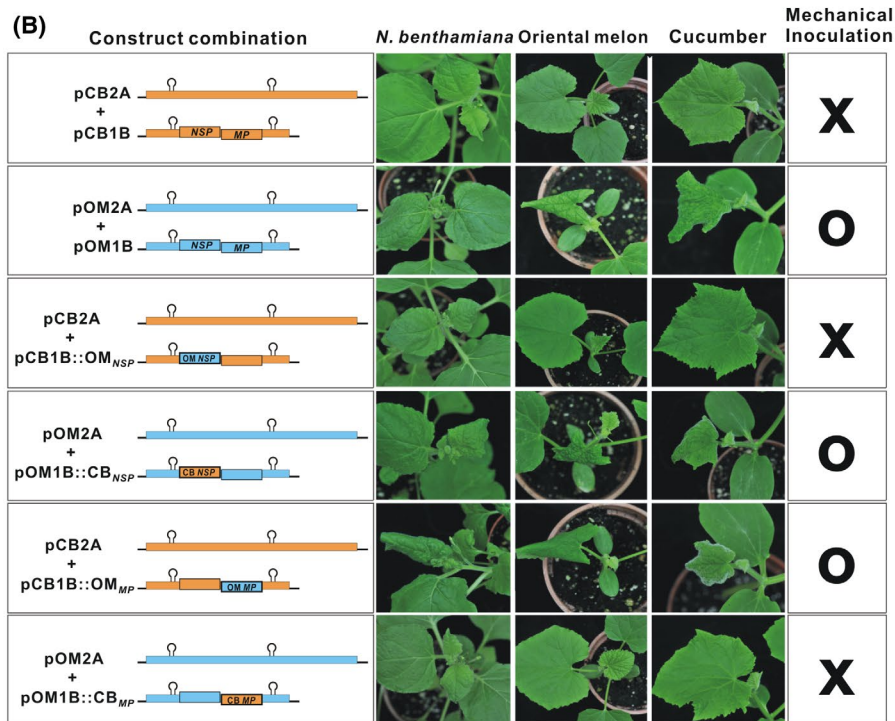 (B)
Construct combination
N. benthamiana
Oriental melon
Cucumber
Mechanical
Inoculation
pCB2A
+
pCB1B
NSP
MP
X
pOM2A
+
pOM1B
NSP
MP
O
pCB2A
+
pCB1B::OMNSP
OM NSP
X
pOM2A
+
pOM1B::CBNSP
CB NSP
O
pCB2A
+
pCB1B::OMMP
OM MP
O
pOM2A
+
pOM1B::CBMP
CB MP
X